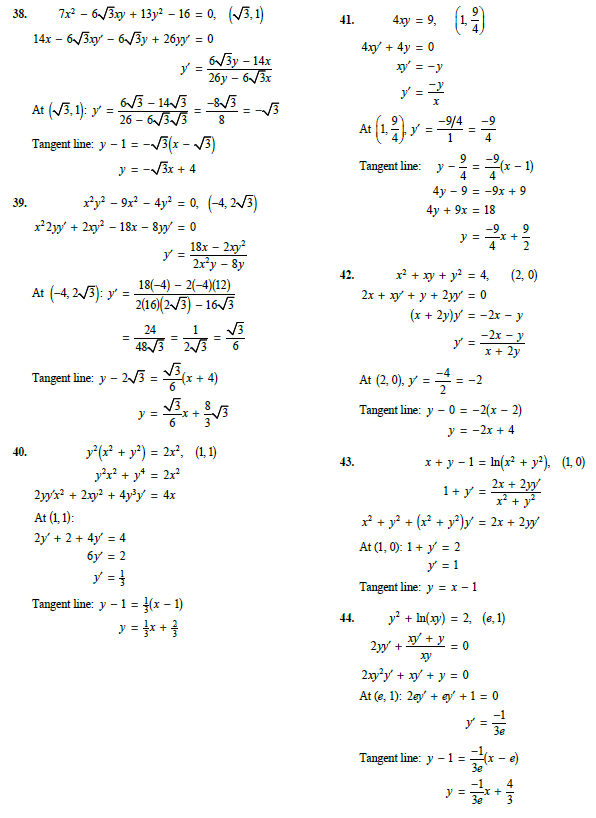 38. 7x² − 6√3xy + 13y² − 16 = 0, (√3, 1)
14x − 6√3xy′ − 6√3y + 26yy′ = 0
y′ = (6√3y − 14x)/(26y − 6√3x)
At (√3, 1): y′ = (6√3 − 14√3)/(26 − 6√3√3) = (−8√3)/8 = −√3
Tangent line: y − 1 = −√3(x − √3)
y = −√3x + 4
39. x²y² − 9x² − 4y² = 0, (−4, 2√3)
x²2yy′ + 2xy² − 18x − 8yy′ = 0
y′ = (18x − 2xy²)/(2x²y − 8y)
At (−4, 2√3): y′ = (18(−4) − 2(−4)(12))/(2(16)(2√3) − 16√3)
= 24/(48√3) = 1/(2√3) = √3/6
Tangent line: y − 2√3 = (√3/6)(x + 4)
y = (√3/6)x + (8/3)√3
40. y²(x² + y²) = 2x², (1, 1)
y²x² + y⁴ = 2x²
2yy′x² + 2xy² + 4y³y′ = 4x
At (1, 1):
2y′ + 2 + 4y′ = 4
6y′ = 2
y′ = 1/3
Tangent line: y − 1 = 1/3(x − 1)
y = 1/3x + 2/3
41. 4xy = 9, (1, 9/4)
4xy′ + 4y = 0
xy′ = −y
y′ = −y/x
At (1, 9/4), y′ = (−9/4)/1 = −9/4
Tangent line: y − 9/4 = (−9/4)(x − 1)
4y − 9 = −9x + 9
4y + 9x = 18
y = (−9/4)x + 9/2
42. x² + xy + y² = 4, (2, 0)
2x + xy′ + y + 2yy′ = 0
(x + 2y)y′ = −2x − y
y′ = (−2x − y)/(x + 2y)
At (2, 0), y′ = −4/2 = −2
Tangent line: y − 0 = −2(x − 2)
y = −2x + 4
43. x + y − 1 = ln(x² + y²), (1, 0)
1 + y′ = (2x + 2yy′)/(x² + y²)
x² + y² + (x² + y²)y′ = 2x + 2yy′
At (1, 0): 1 + y′ = 2
y′ = 1
Tangent line: y = x − 1
44. y² + ln(xy) = 2, (e, 1)
2yy′ + (xy′ + y)/(xy) = 0
2xy²y′ + xy′ + y = 0
At (e, 1): 2ey′ + ey′ + 1 = 0
y′ = −1/(3e)
Tangent line: y − 1 = (−1/(3e))(x − e)
y = (−1/(3e))x + 4/3